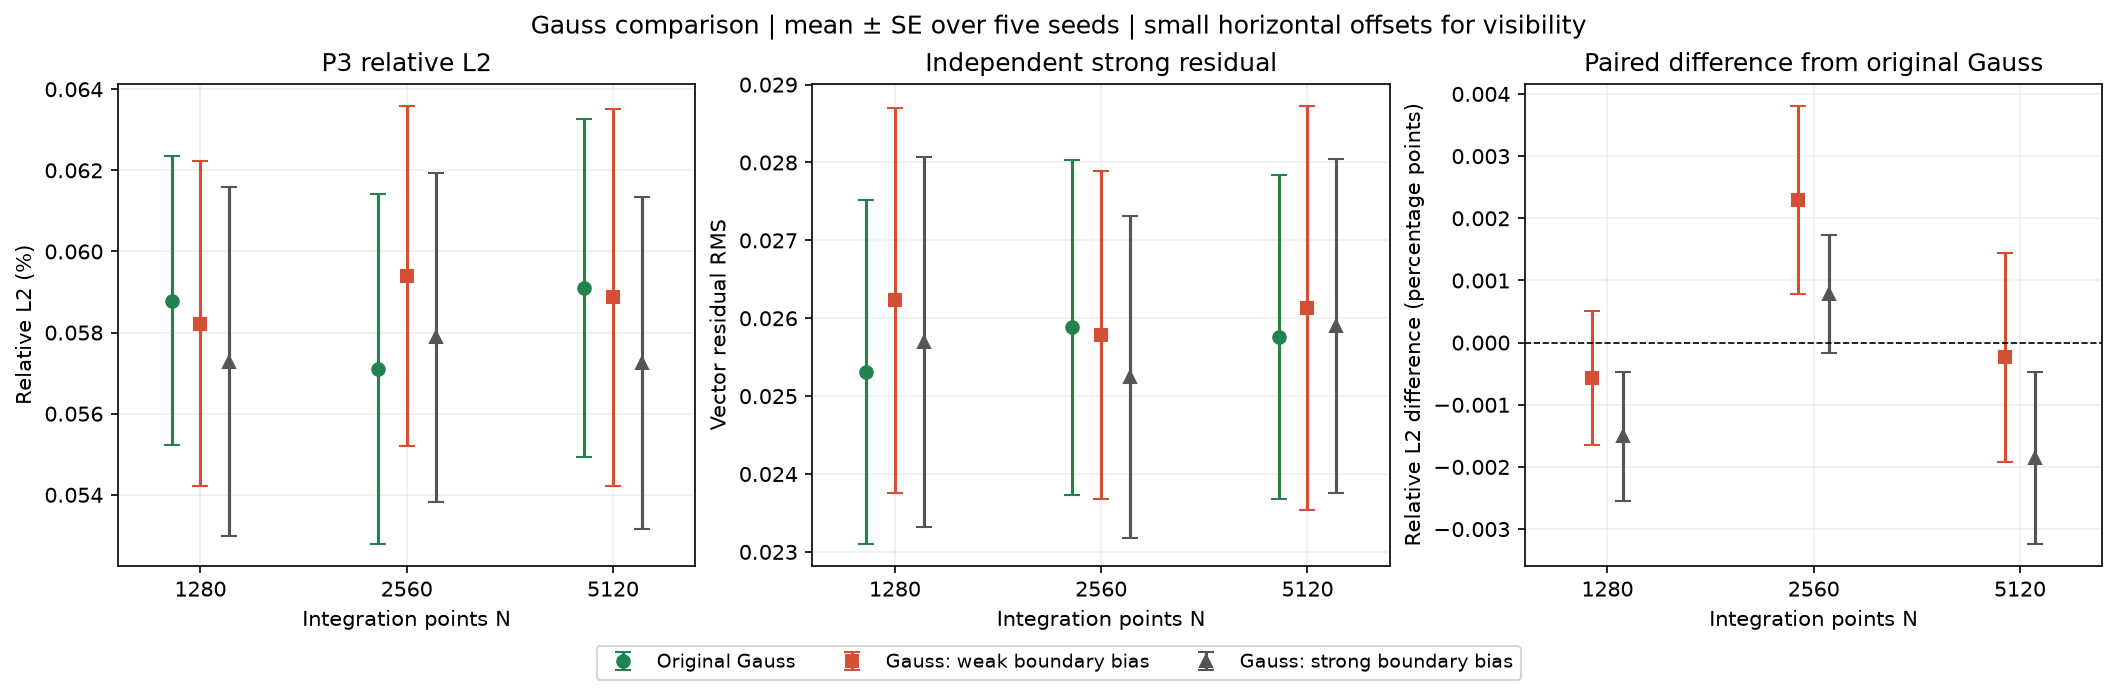 Gauss comparison | mean ± SE over five seeds | small horizontal offsets for visibility
P3 relative L2
Relative L2 (%)
0.064
0.062
0.060
0.058
0.056
0.054
1280
2560
5120
Integration points N
Independent strong residual
Vector residual RMS
0.029
0.028
0.027
0.026
0.025
0.024
0.023
1280
2560
5120
Integration points N
Paired difference from original Gauss
Relative L2 difference (percentage points)
0.004
0.003
0.002
0.001
0.000
−0.001
−0.002
−0.003
1280
2560
5120
Integration points N
Original Gauss
Gauss: weak boundary bias
Gauss: strong boundary bias